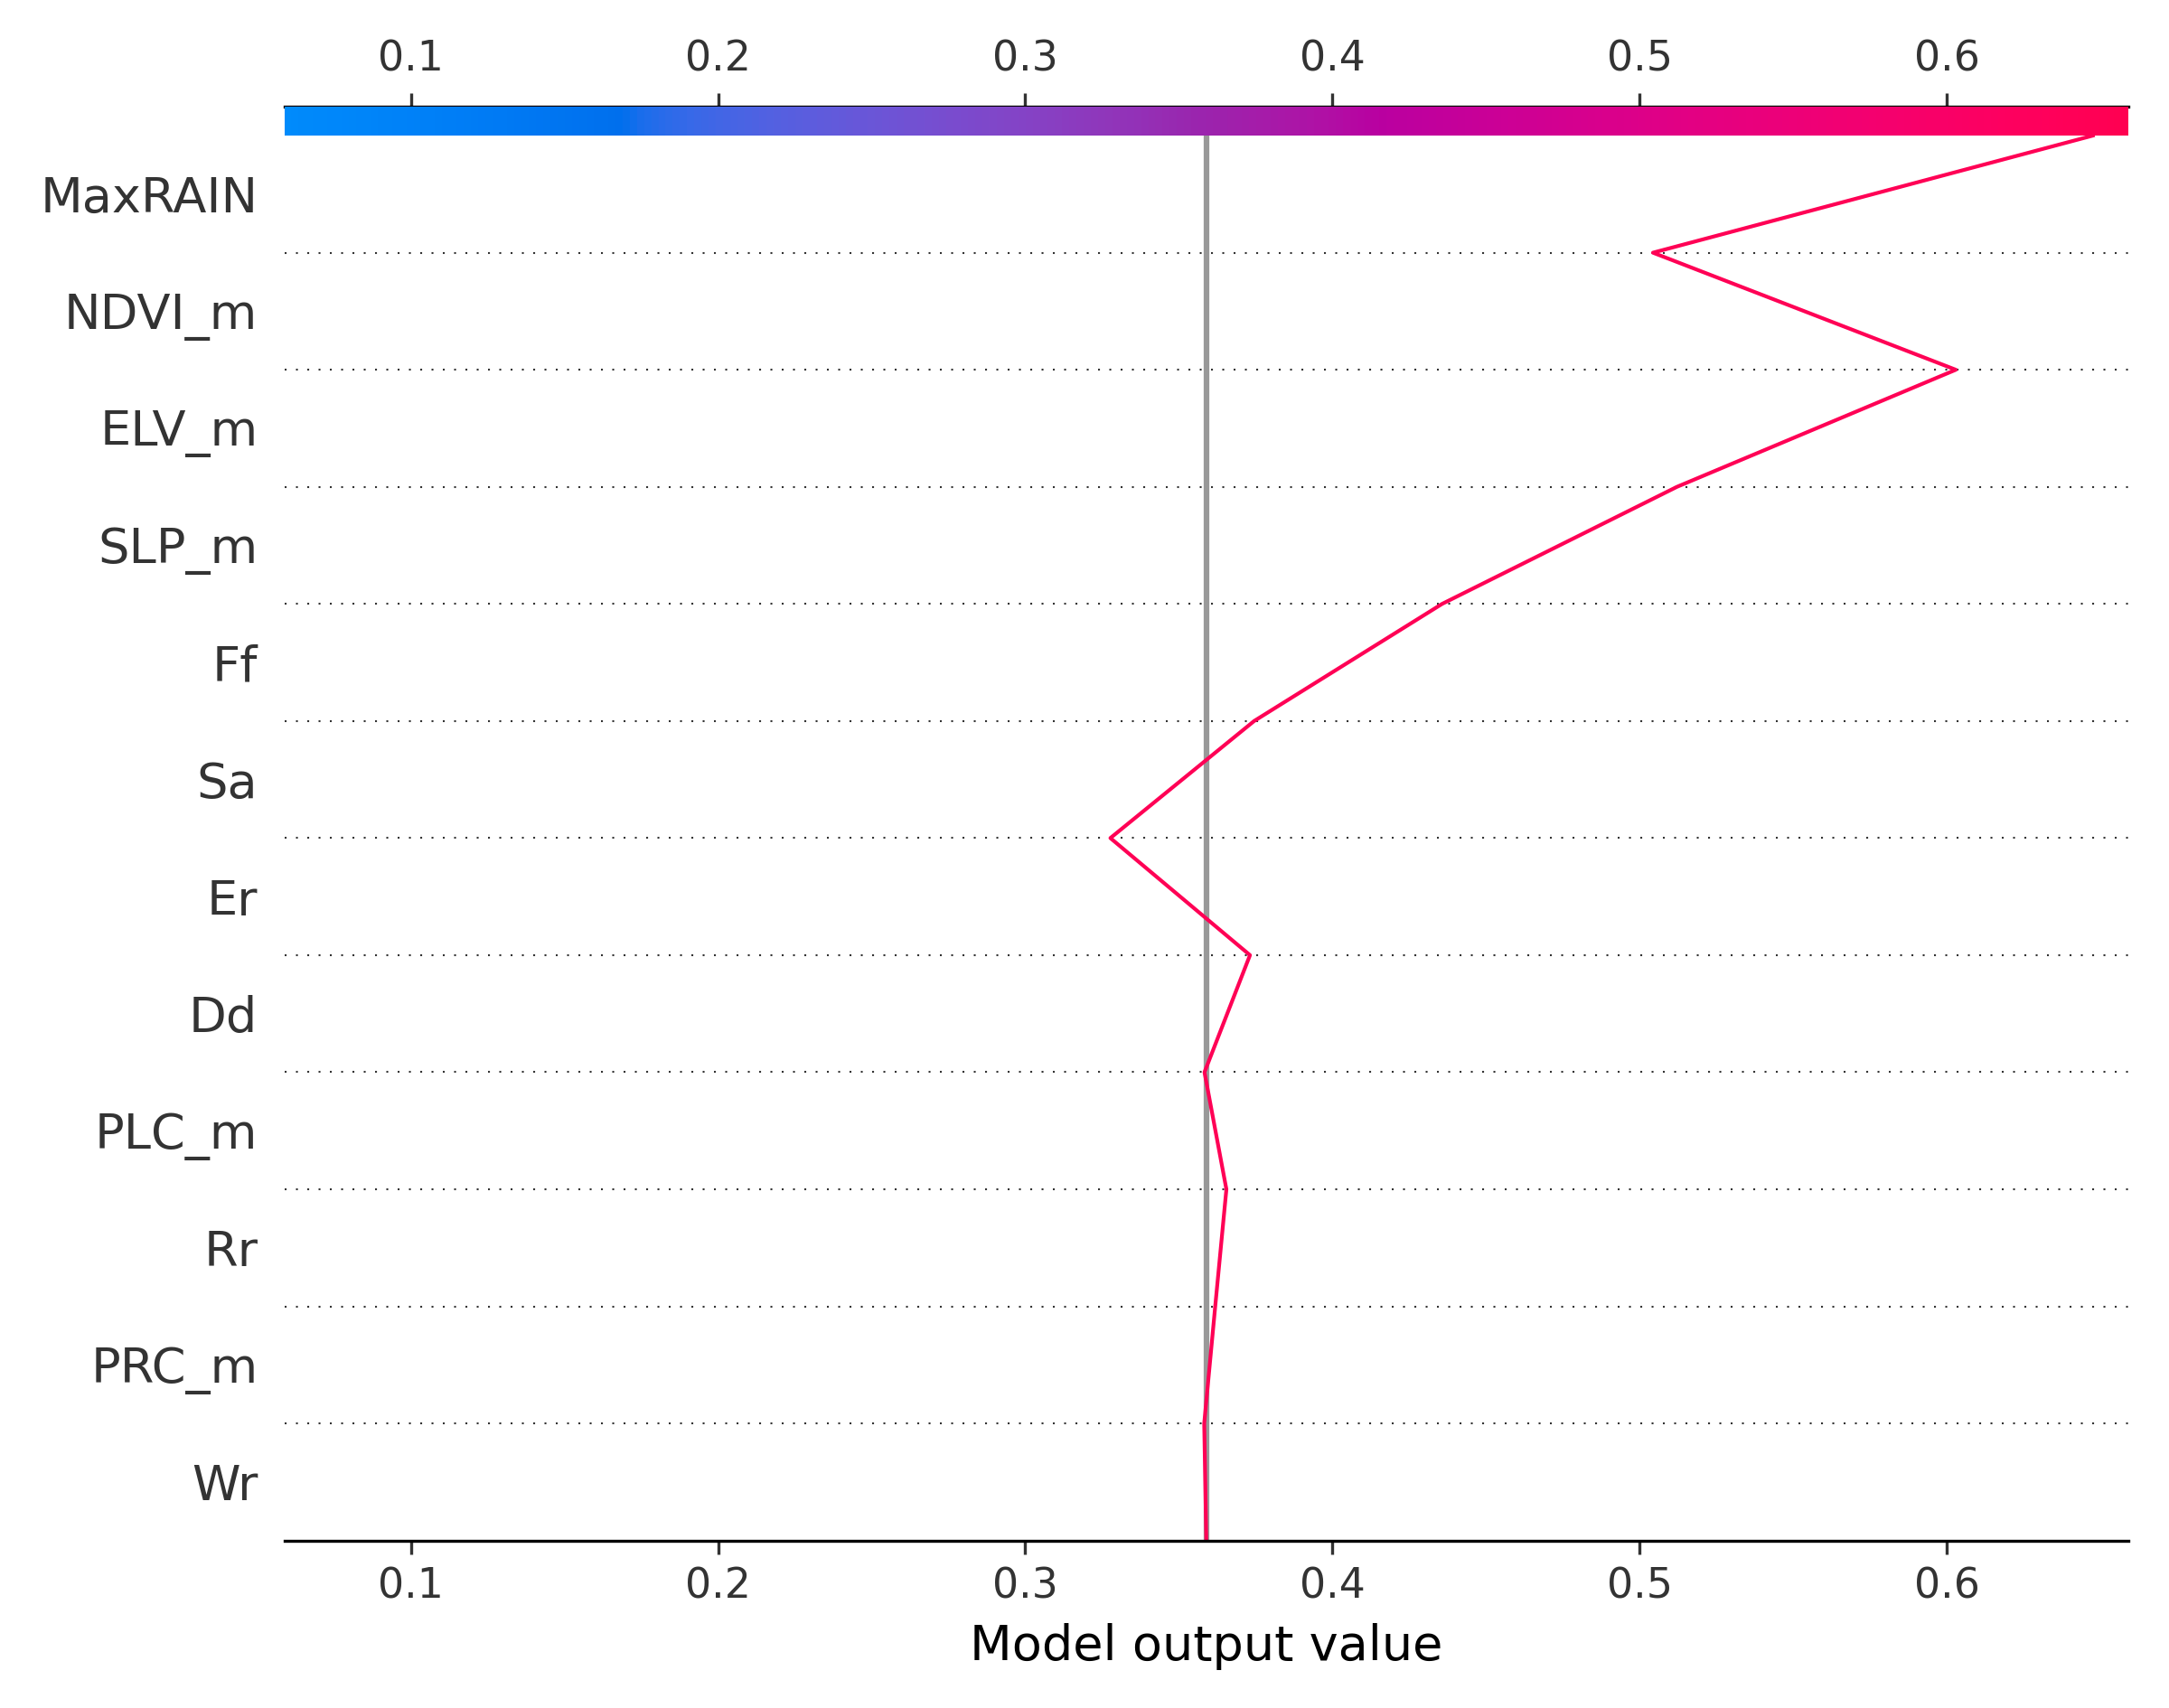 0.1 0.2 0.3 0.4 0.5 0.6
MaxRAIN
NDVI_m
ELV_m
SLP_m
Ff
Sa
Er
Dd
PLC_m
Rr
PRC_m
Wr
0.1 0.2 0.3 0.4 0.5 0.6
Model output value